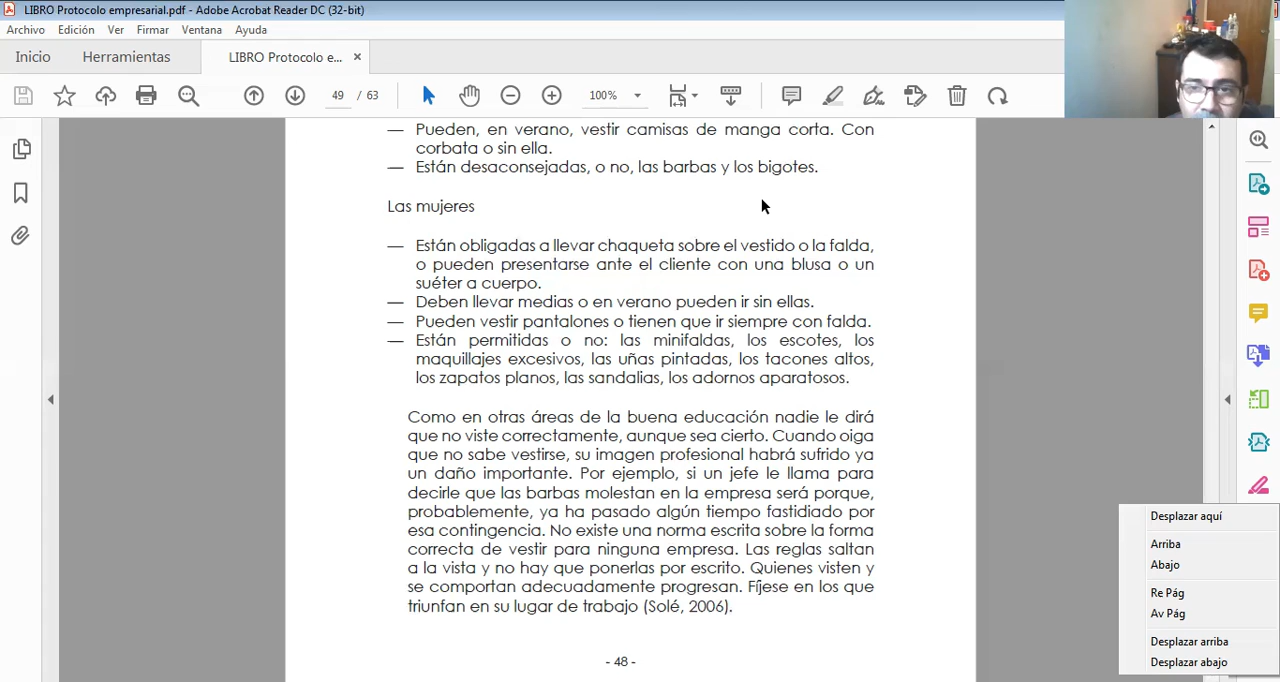 LIBRO Protocolo empresarial.pdf - Adobe Acrobat Reader DC (32-bit)
Archivo Edición Ver Firmar Ventana Ayuda
Inicio Herramientas LIBRO Protocolo e... ×
49 / 63 100%
— Pueden, en verano, vestir camisas de manga corta. Con
corbata o sin ella.
— Están desaconsejadas, o no, las barbas y los bigotes.
Las mujeres
— Están obligadas a llevar chaqueta sobre el vestido o la falda,
o pueden presentarse ante el cliente con una blusa o un
suéter a cuerpo.
— Deben llevar medias o en verano pueden ir sin ellas.
— Pueden vestir pantalones o tienen que ir siempre con falda.
— Están permitidas o no: las minifaldas, los escotes, los
maquillajes excesivos, las uñas pintadas, los tacones altos,
los zapatos planos, las sandalias, los adornos aparatosos.
Como en otras áreas de la buena educación nadie le dirá
que no viste correctamente, aunque sea cierto. Cuando oiga
que no sabe vestirse, su imagen profesional habrá sufrido ya
un daño importante. Por ejemplo, si un jefe le llama para
decirle que las barbas molestan en la empresa será porque,
probablemente, ya ha pasado algún tiempo fastidiado por
esa contingencia. No existe una norma escrita sobre la forma
correcta de vestir para ninguna empresa. Las reglas saltan
a la vista y no hay que ponerlas por escrito. Quienes visten y
se comportan adecuadamente progresan. Fíjese en los que
triunfan en su lugar de trabajo (Solé, 2006).
- 48 -
Desplazar aquí
Arriba
Abajo
Re Pág
Av Pág
Desplazar arriba
Desplazar abajo